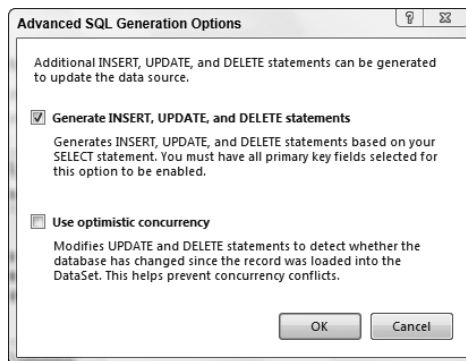 Advanced SQL Generation Options
?
Additional INSERT, UPDATE, and DELETE statements can be generated
to update the data source.
Generate INSERT, UPDATE, and DELETE statements
Generates INSERT, UPDATE, and DELETE statements based on your
SELECT statement. You must have all primary key fields selected for
this option to be enabled.
Use optimistic concurrency
Modifies UPDATE and DELETE statements to detect whether the
database has changed since the record was loaded into the
DataSet. This helps prevent concurrency conflicts.
OK Cancel